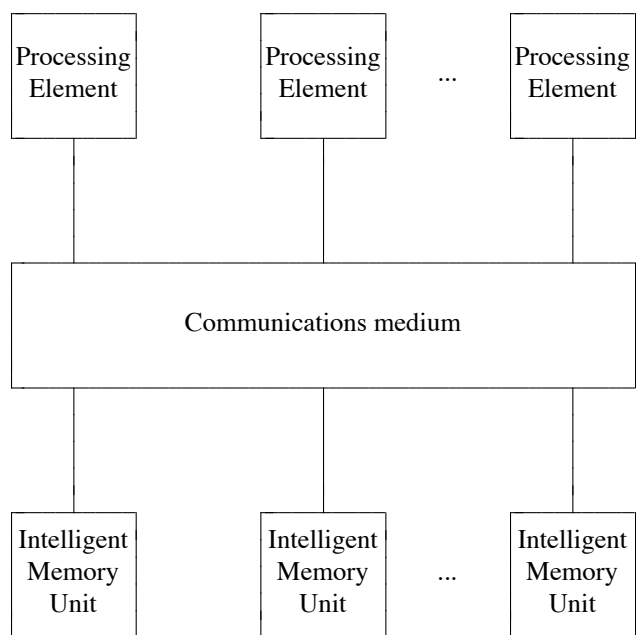 Processing
Element
Processing
Element
...
Processing
Element
Communications medium
Intelligent
Memory
Unit
Intelligent
Memory
Unit
...
Intelligent
Memory
Unit